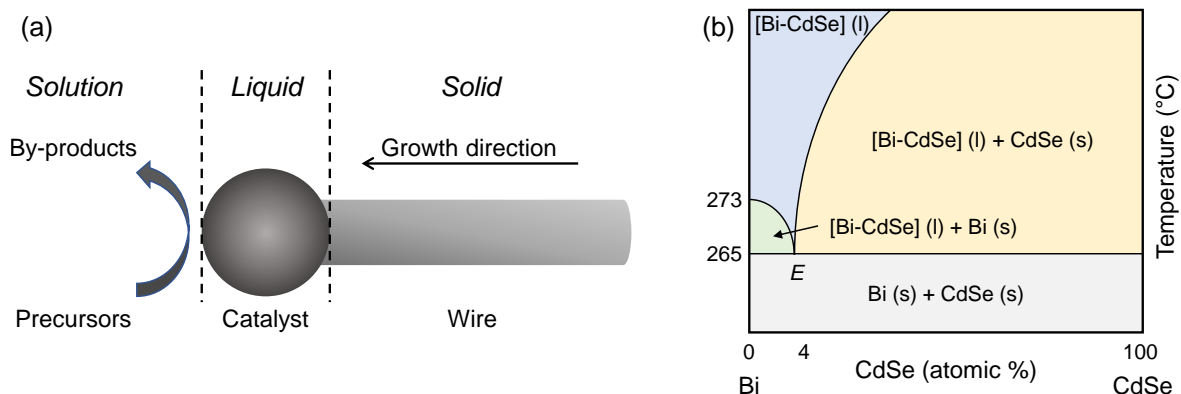 (a)
Solution
Liquid
Solid
By-products
Growth direction
Precursors
Catalyst
Wire
(b)
[Bi-CdSe] (l)
[Bi-CdSe] (l) + CdSe (s)
273
[Bi-CdSe] (l) + Bi (s)
265
E
Bi (s) + CdSe (s)
Temperature (°C)
0
4
100
CdSe (atomic %)
Bi
CdSe